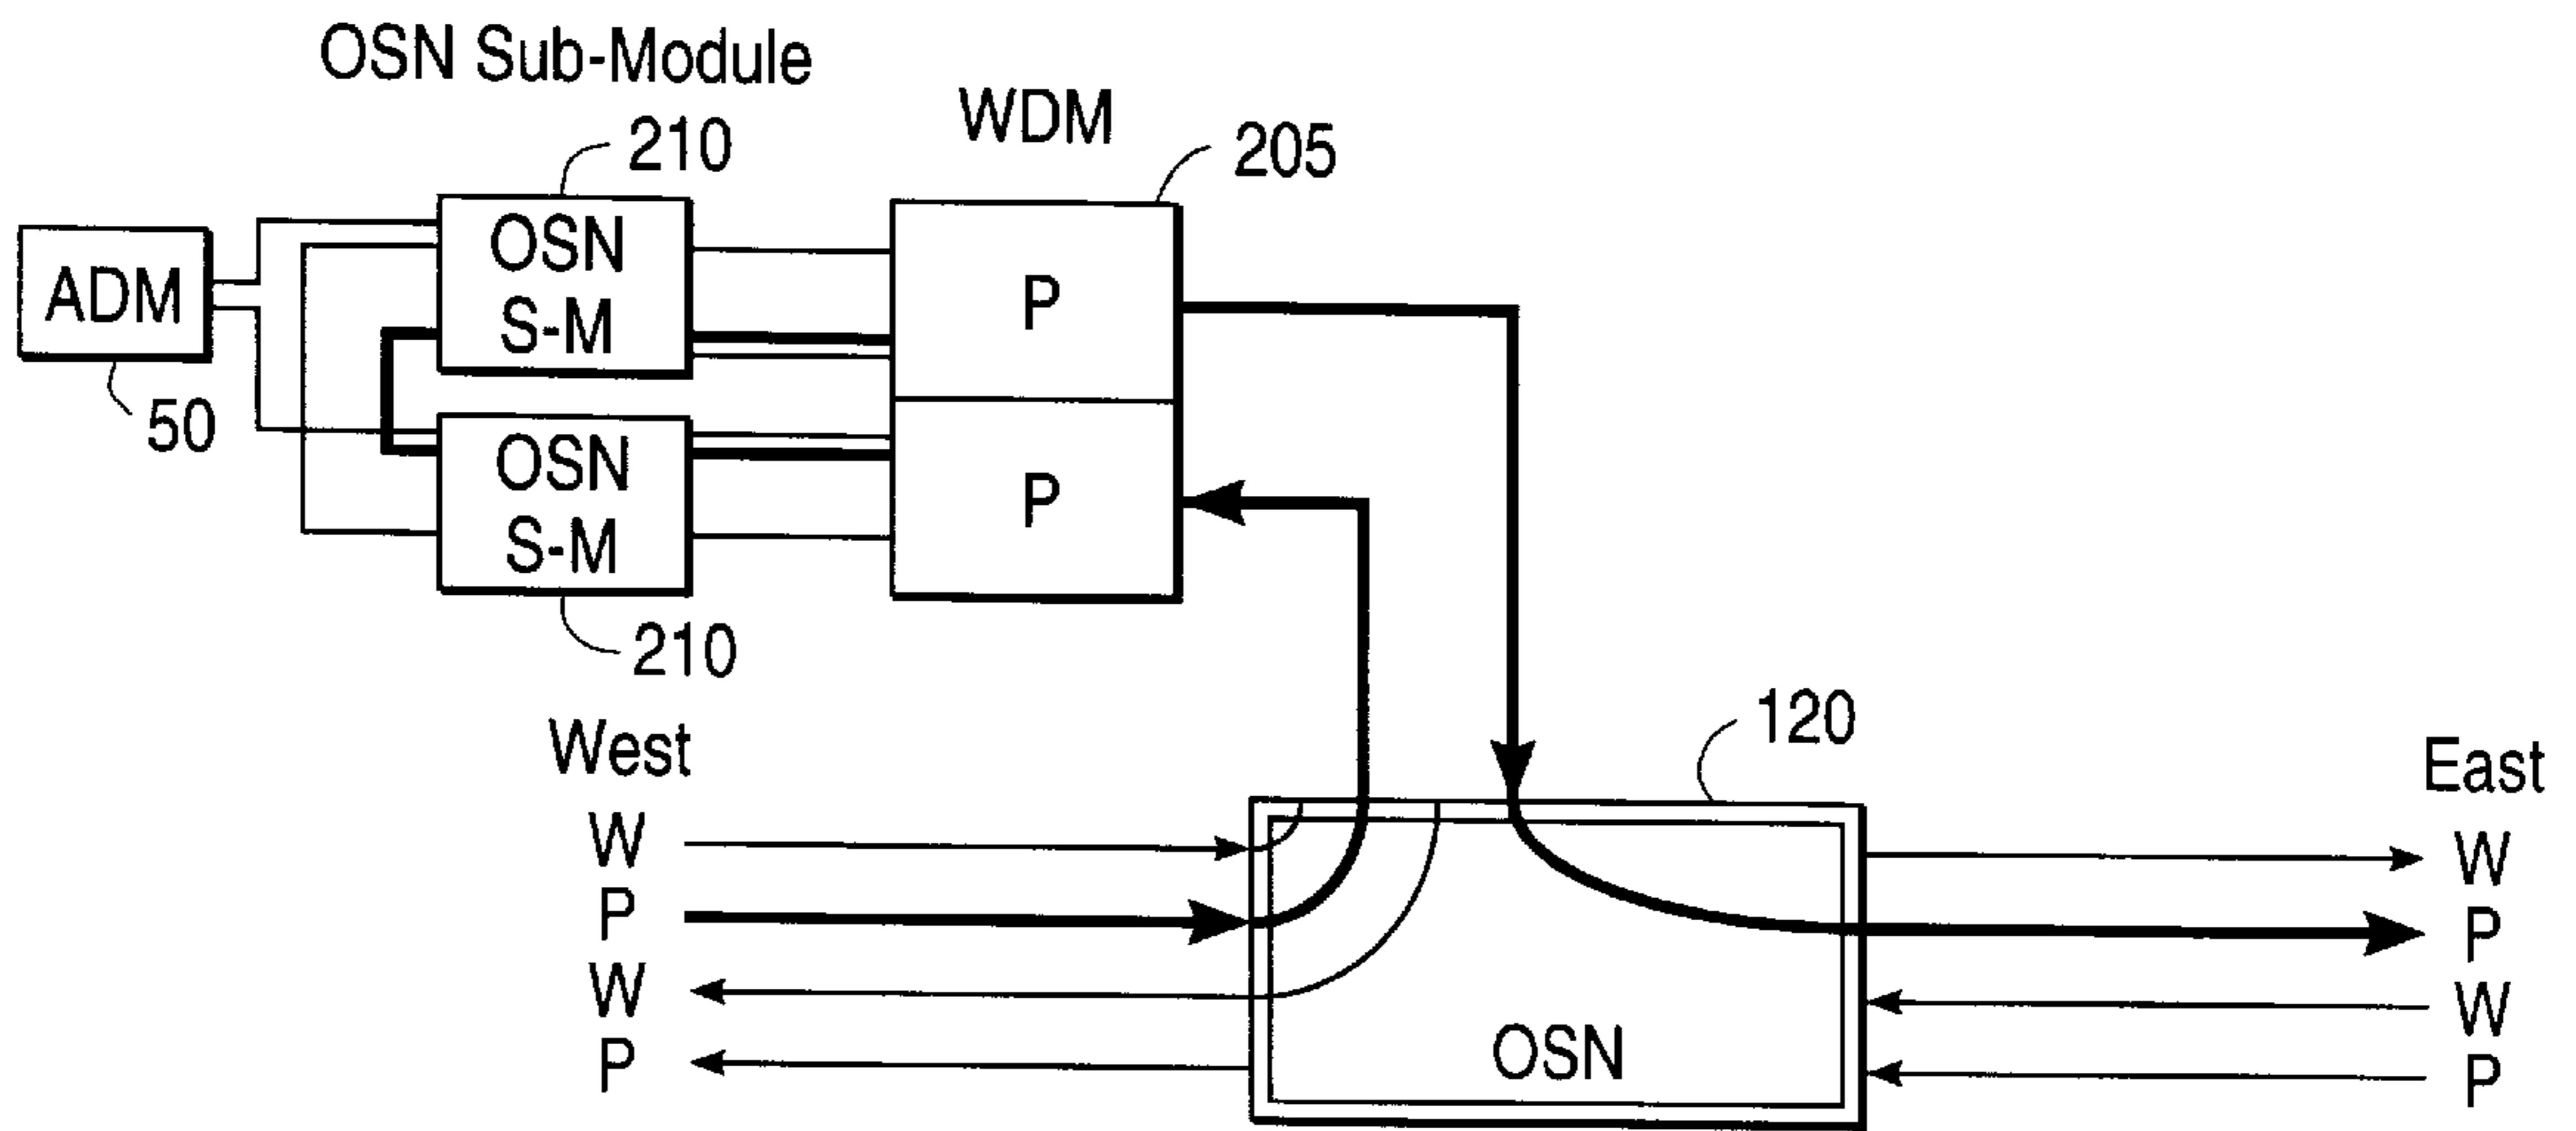 OSN Sub-Module
WDM
210
205
ADM
OSN
S-M
P
50
OSN
S-M
P
210
West
120
East
W
W
P
P
W
W
P
P
OSN